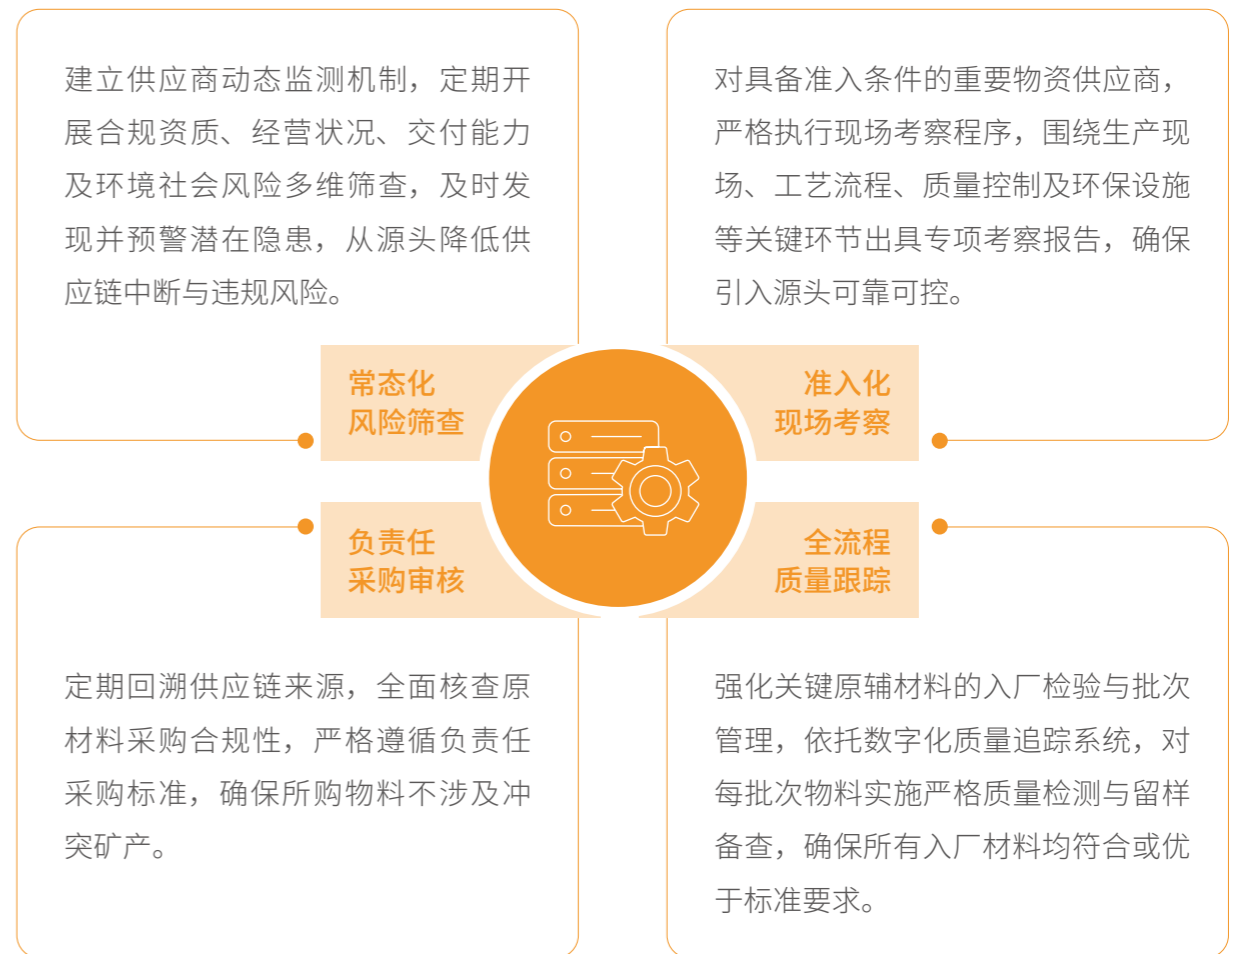 建立供应商动态监测机制，定期开
展合规资质、经营状况、交付能力
及环境社会风险多维筛查，及时发
现并预警潜在隐患，从源头降低供
应链中断与违规风险。
对具备准入条件的重要物资供应商，
严格执行现场考察程序，围绕生产现
场、工艺流程、质量控制及环保设施
等关键环节出具专项考察报告，确保
引入源头可靠可控。
常态化
风险筛查
准入化
现场考察
负责任
采购审核
全流程
质量跟踪
定期回溯供应链来源，全面核查原
材料采购合规性，严格遵循负责任
采购标准，确保所购物料不涉及冲
突矿产。
强化关键原辅材料的入厂检验与批次
管理，依托数字化质量追踪系统，对
每批次物料实施严格质量检测与留样
备查，确保所有入厂材料均符合或优
于标准要求。